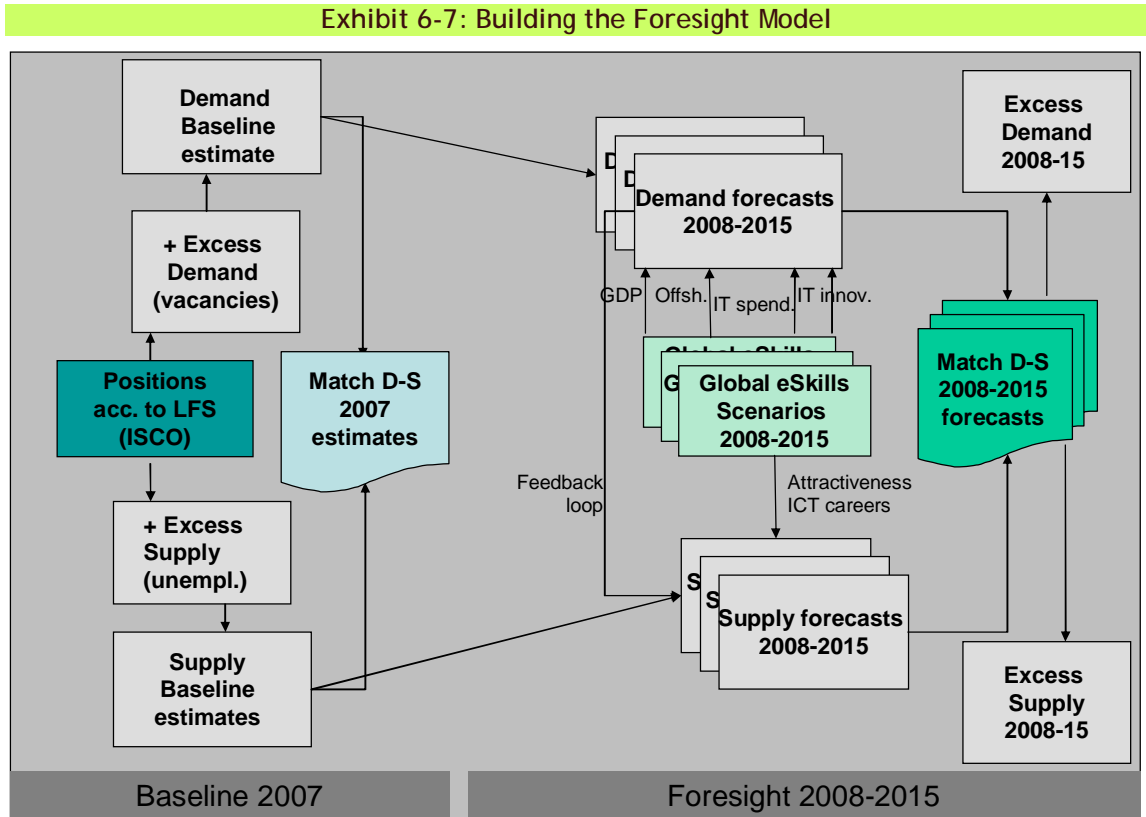 Exhibit 6-7: Building the Foresight Model
Demand
Baseline
estimate
+ Excess
Demand
(vacancies)
Positions
acc. to LFS
(ISCO)
+ Excess
Supply
(unempl.)
Supply
Baseline
estimates
Match D-S
2007
estimates
D
D
Demand forecasts
2008-2015
GDP
Offsh.
IT spend.
IT innov.
Global eSkills
G
Global eSkills
Scenarios
2008-2015
Feedback
loop
Attractiveness
ICT careers
S
S
Supply forecasts
2008-2015
Excess
Demand
2008-15
Match D-S
2008-2015
forecasts
Excess
Supply
2008-15
Baseline 2007
Foresight 2008-2015